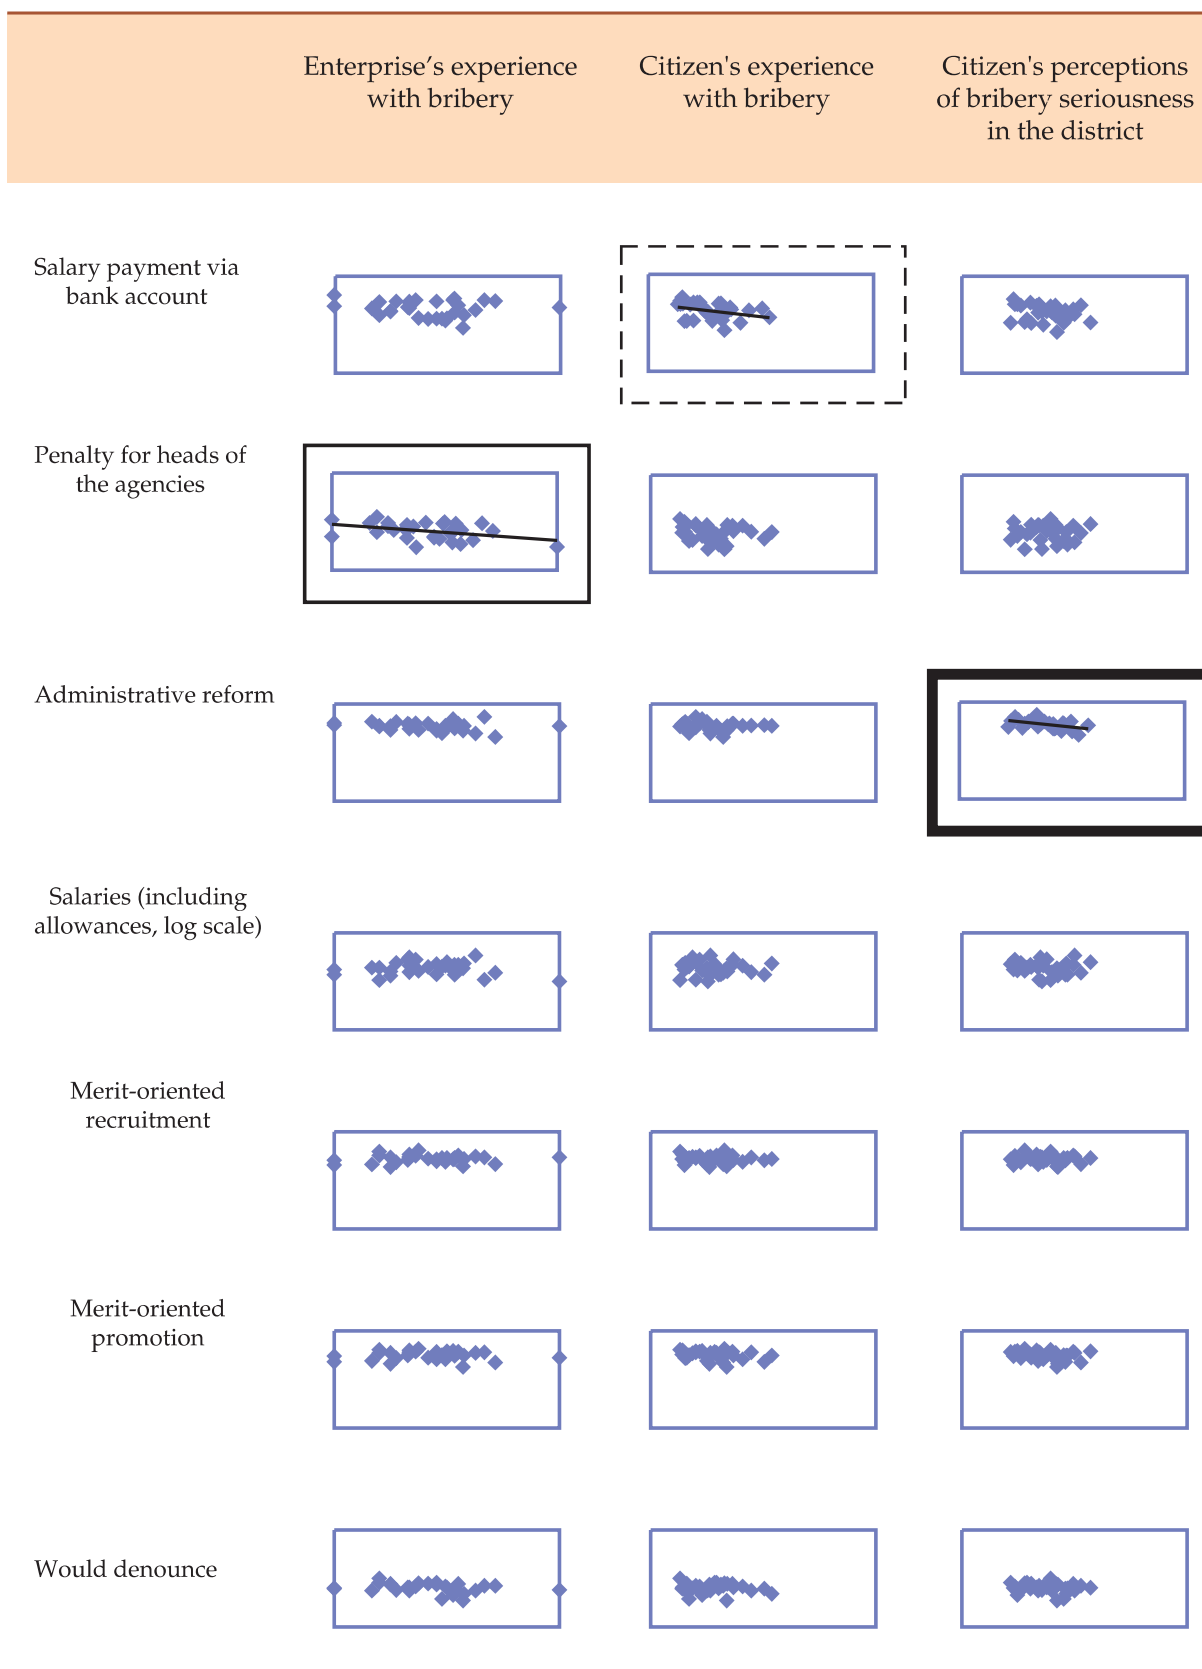 Enterprise’s experience
with bribery
Citizen's experience
with bribery
Citizen's perceptions
of bribery seriousness
in the district
Salary payment via
bank account
Penalty for heads of
the agencies
Administrative reform
Salaries (including
allowances, log scale)
Merit-oriented
recruitment
Merit-oriented
promotion
Would denounce